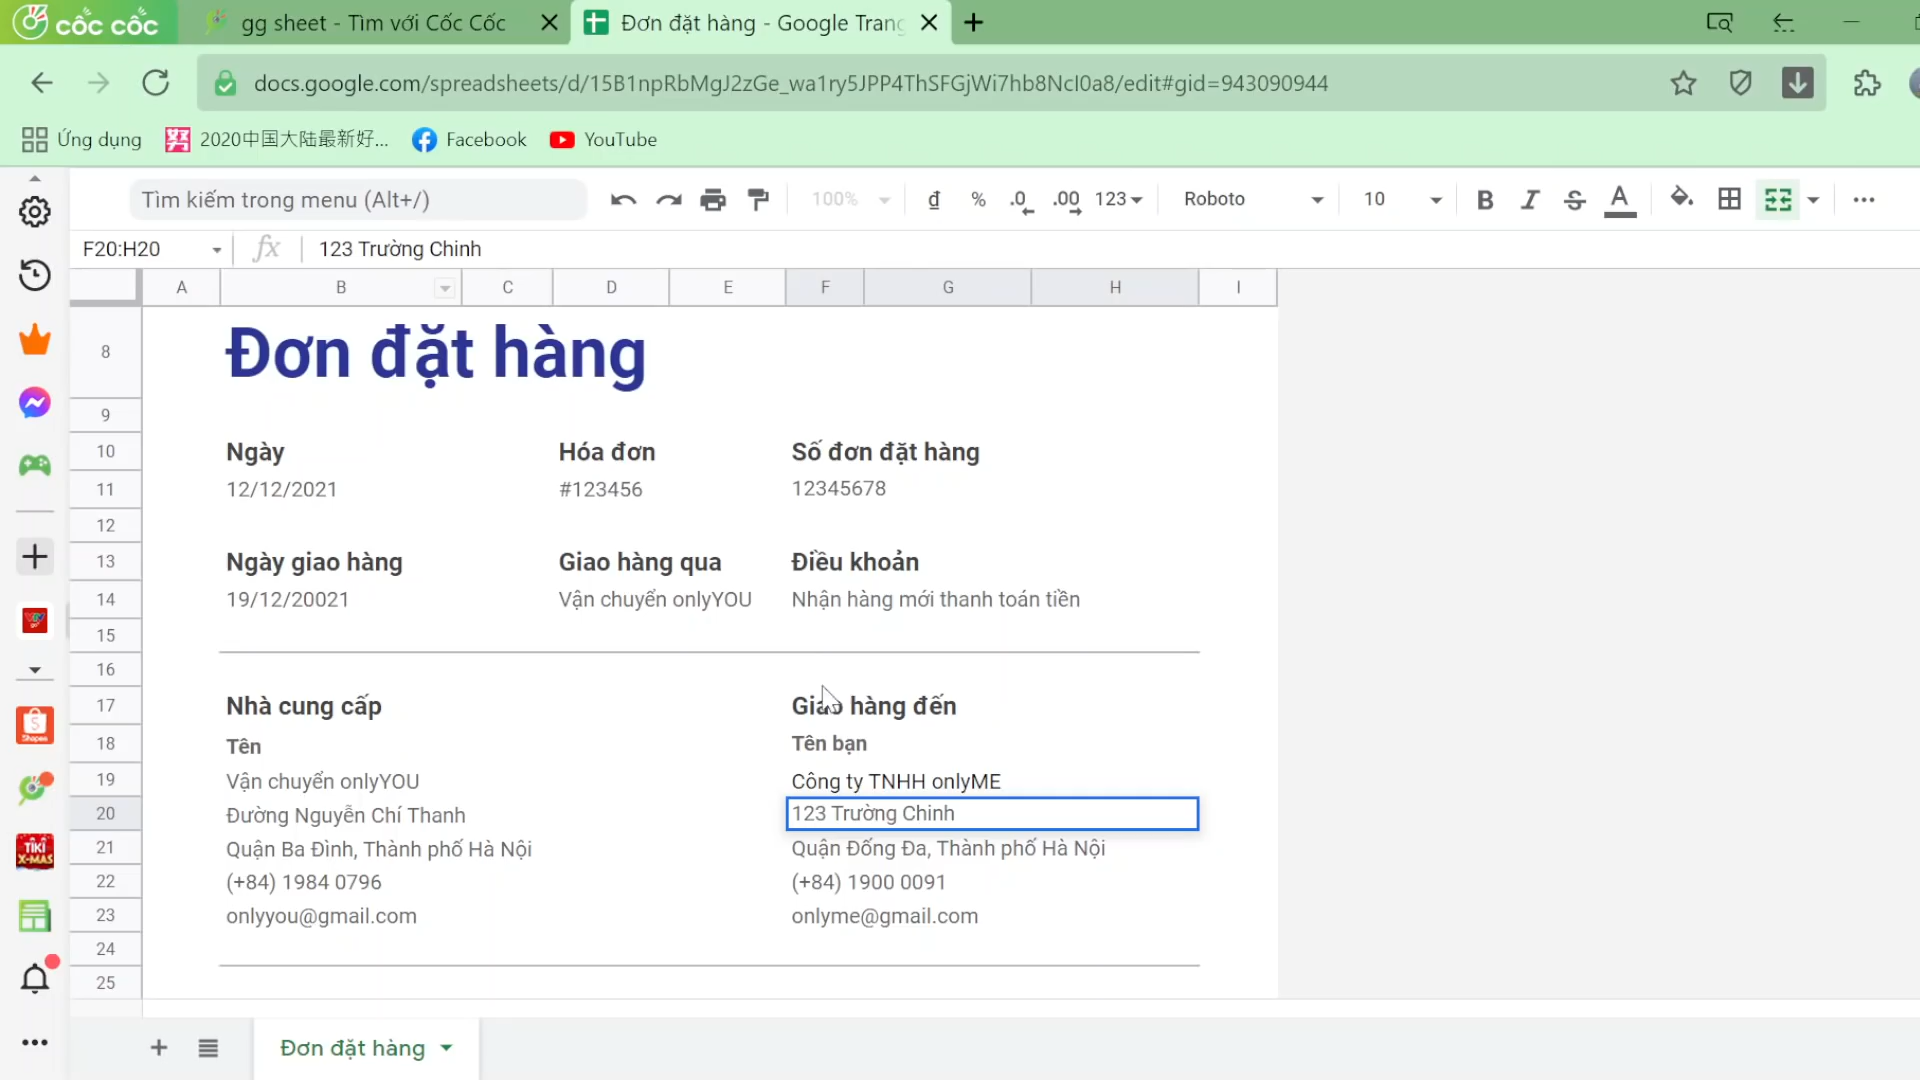 cốc cốc
gg sheet - Tìm với Cốc Cốc
Đơn đặt hàng - Google Trang
docs.google.com/spreadsheets/d/15B1npRbMgJ2zGe_wa1ry5JPP4ThSFGjWi7hb8NcI0a8/edit#gid=943090944
Ứng dụng
2020中国大陆最新好...
Facebook
YouTube
Tìm kiếm trong menu (Alt+/)
100%
đ
%
.0
.00
123
Roboto
10
B
I
S
A
F20:H20
fx
123 Trường Chinh
A B C D E F G H I
8
Đơn đặt hàng
9
10 Ngày Hóa đơn Số đơn đặt hàng
11 12/12/2021 #123456 12345678
12
13 Ngày giao hàng Giao hàng qua Điều khoản
14 19/12/20021 Vận chuyển onlyYOU Nhận hàng mới thanh toán tiền
15
16
17 Nhà cung cấp Giao hàng đến
18 Tên Tên bạn
19 Vận chuyển onlyYOU Công ty TNHH onlyME
20 Đường Nguyễn Chí Thanh 123 Trường Chinh
21 Quận Ba Đình, Thành phố Hà Nội Quận Đống Đa, Thành phố Hà Nội
22 (+84) 1984 0796 (+84) 1900 0091
23 onlyyou@gmail.com onlyme@gmail.com
24
25
Shopee
TIKI
X-MAS
Đơn đặt hàng